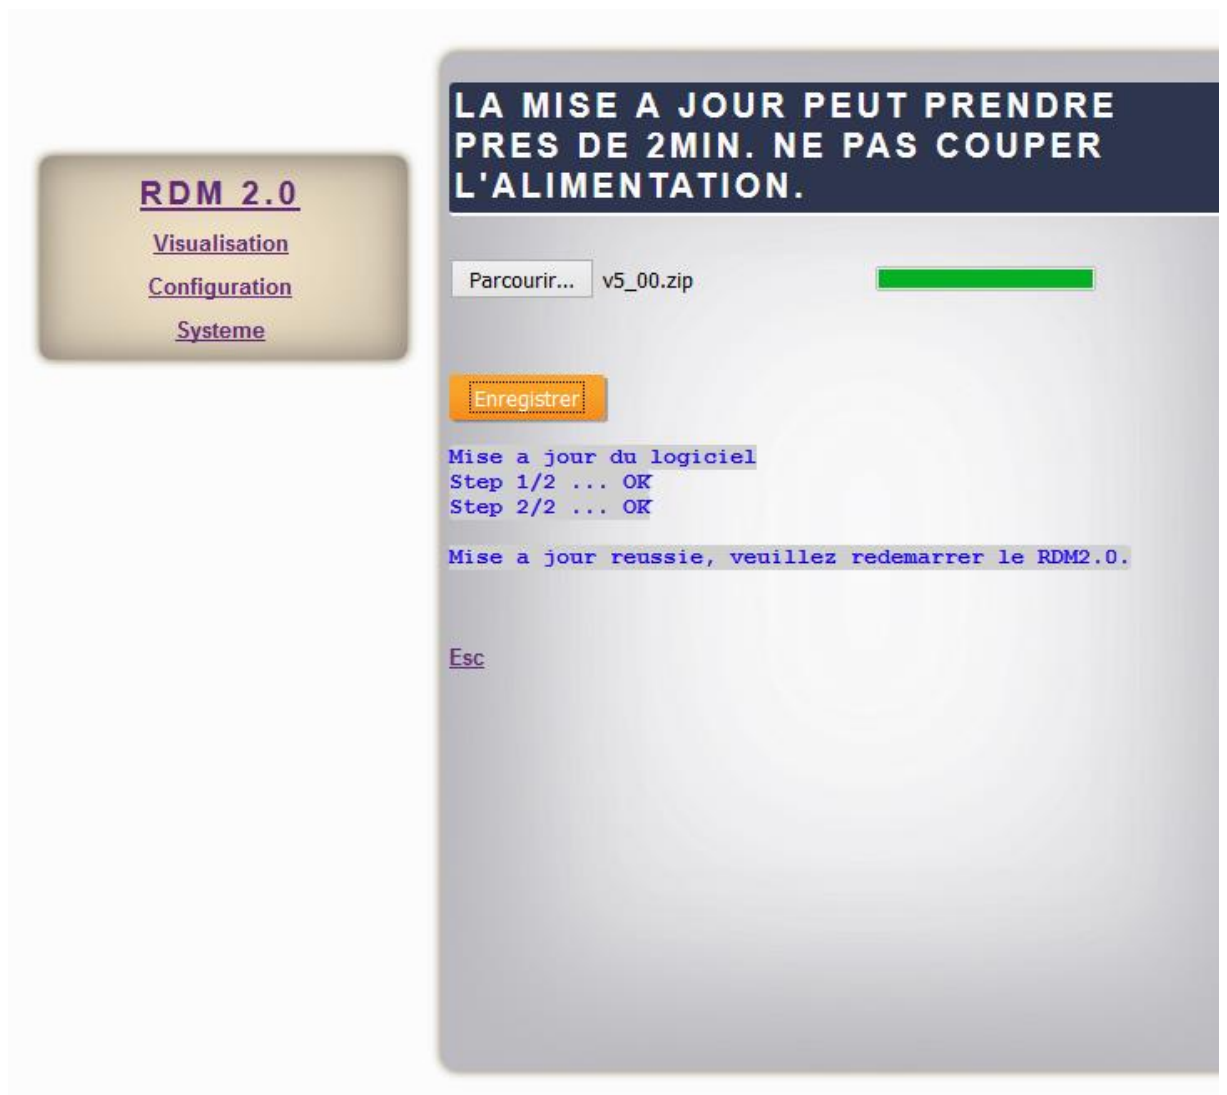 RDM 2.0
Visualisation
Configuration
Systeme
LA MISE A JOUR PEUT PRENDRE
PRES DE 2MIN. NE PAS COUPER
L'ALIMENTATION.
Parcourir... v5_00.zip
Enregistrer
Mise a jour du logiciel
Step 1/2 ... OK
Step 2/2 ... OK
Mise a jour reussie, veuillez redemarrer le RDM2.0.
Esc